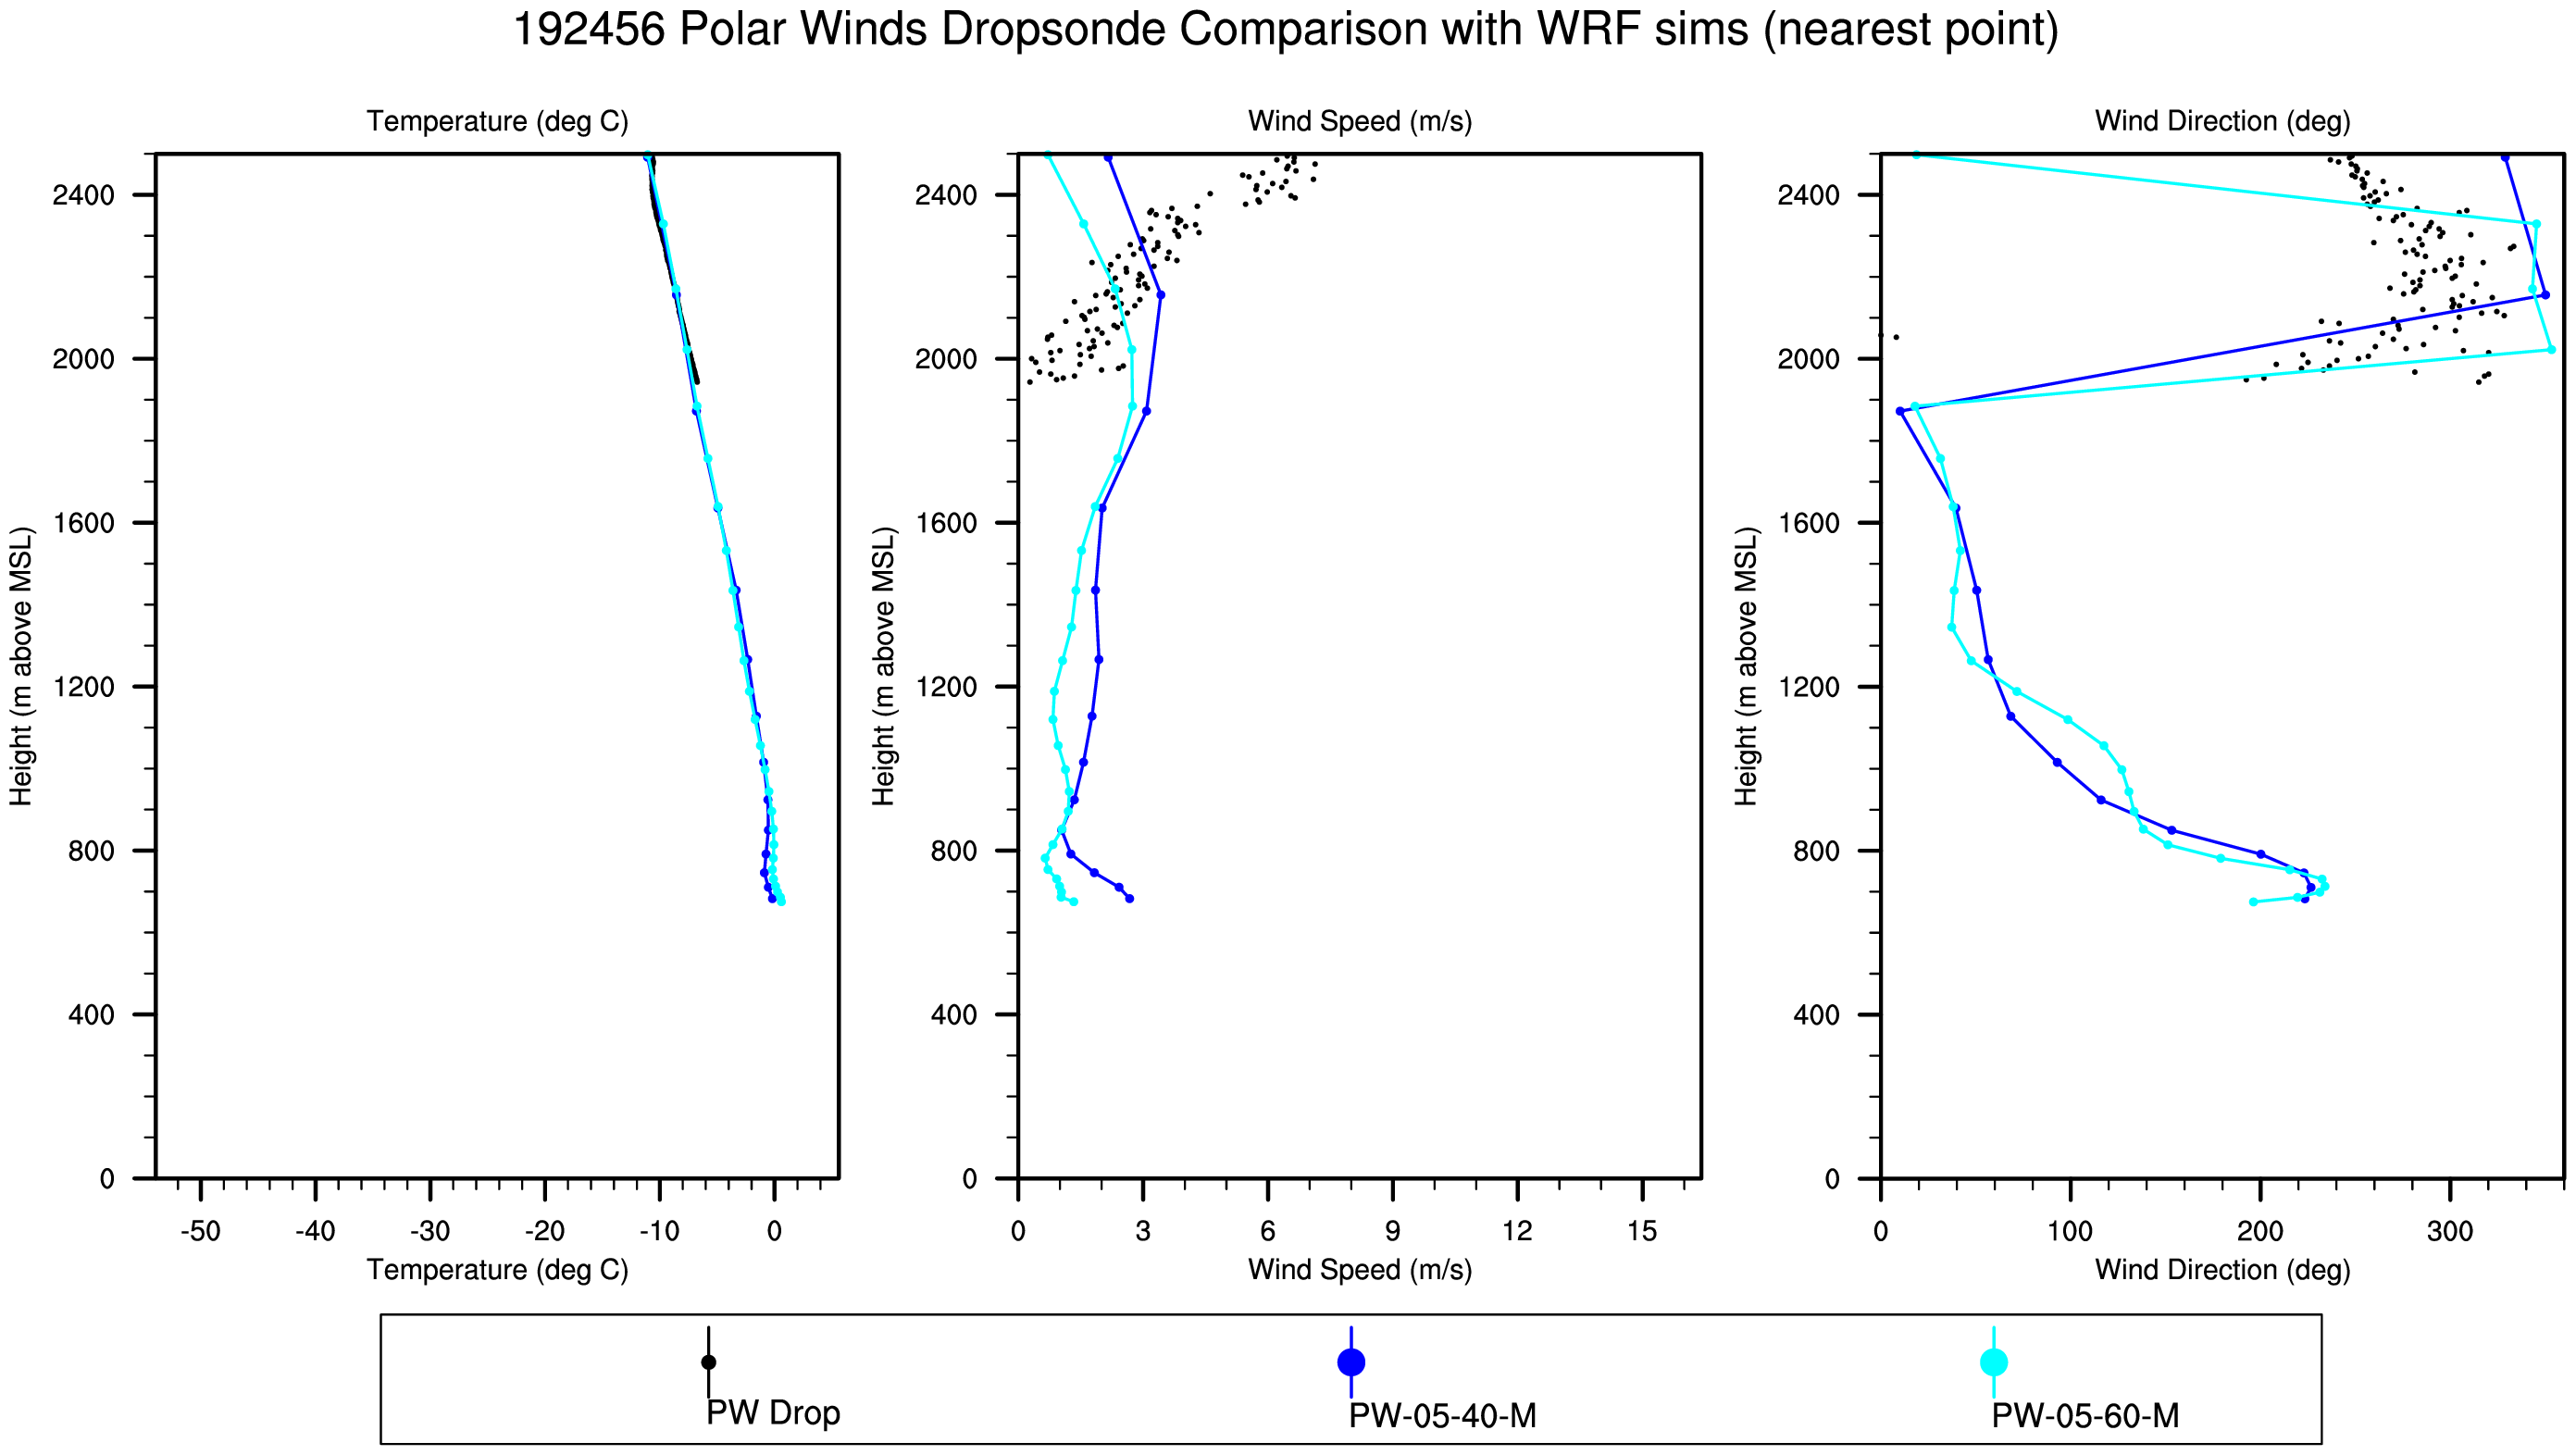 192456 Polar Winds Dropsonde Comparison with WRF sims (nearest point)
Temperature (deg C)
Wind Speed (m/s)
Wind Direction (deg)
Height (m above MSL)
2400
2000
1600
1200
800
400
0
-50 -40 -30 -20 -10 0
Temperature (deg C)
Height (m above MSL)
2400
2000
1600
1200
800
400
0
0 3 6 9 12 15
Wind Speed (m/s)
Height (m above MSL)
2400
2000
1600
1200
800
400
0
0 100 200 300
Wind Direction (deg)
PW Drop
PW-05-40-M
PW-05-60-M